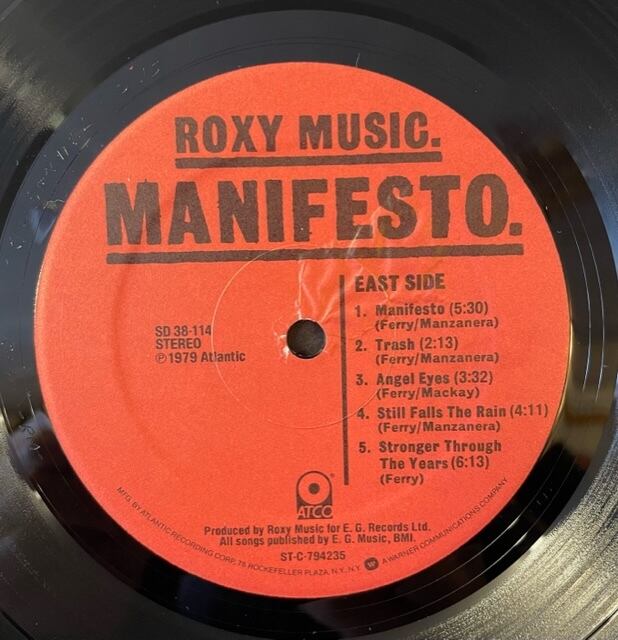 ROXY MUSIC.
MANIFESTO.
EAST SIDE
1. Manifesto (5:30)
(Ferry/Manzanera)
2. Trash (2:13)
(Ferry/Manzanera)
3. Angel Eyes (3:32)
(Ferry/Mackay)
4. Still Falls The Rain (4:11)
(Ferry/Manzanera)
5. Stronger Through
The Years (6:13)
(Ferry)
SD 38-114
STEREO
℗ 1979 Atlantic
ATCO
Produced by Roxy Music for E. G. Records Ltd.
All songs published by E. G. Music, BMI.
ST-C-794235
MFG. BY ATLANTIC RECORDING CORP., 75 ROCKEFELLER PLAZA, N.Y., N.Y. A WARNER COMMUNICATIONS COMPANY